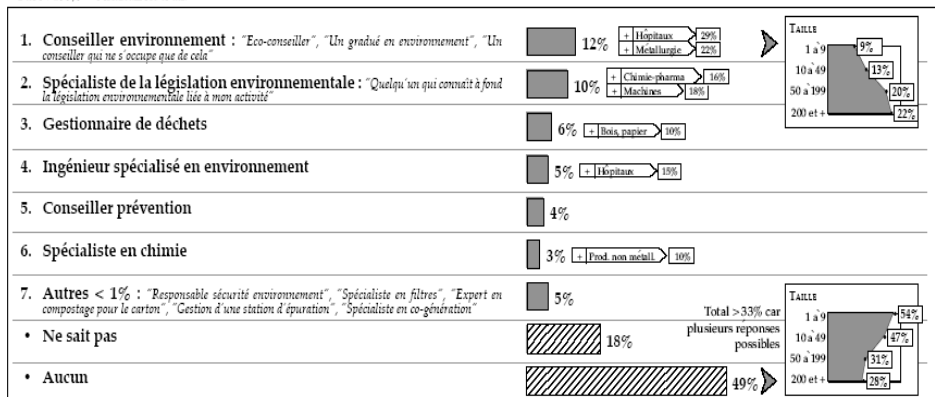 1. Conseiller environnement : "Eco-conseiller", "Un gradué en environnement", "Un
conseiller qui ne s'occupe que de cela"
12%
+ Hôpitaux 29%
+ Métallurgie 22%
TAILLE
1 à 9 9%
10 à 49 13%
50 à 199 20%
200 et + 22%
2. Spécialiste de la législation environnementale : "Quelqu'un qui connaît à fond
la législation environnementale liée à mon activité"
10%
+ Chimie-pharma 16%
+ Machines 18%
3. Gestionnaire de déchets
6% + Bois, papier 10%
4. Ingénieur spécialisé en environnement
5% + Hôpitaux 15%
5. Conseiller prévention
4%
6. Spécialiste en chimie
3% + Prod. non métall. 10%
7. Autres < 1% : "Responsable sécurité environnement", "Spécialiste en filtres", "Expert en
compostage pour le carton", "Gestion d'une station d'épuration", "Spécialiste en co-génération"
5%
• Ne sait pas
18%
Total >33% car
plusieurs réponses
possibles
TAILLE
1 à 9 54%
10 à 49 47%
50 à 199 31%
200 et + 28%
• Aucun
49%